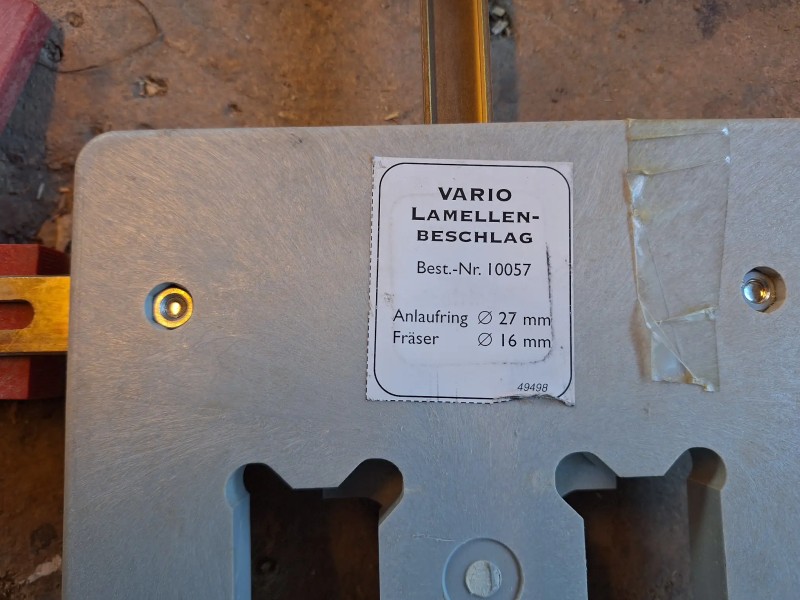 VARIO
LAMELLEN-
BESCHLAG
Best.-Nr. 10057
Anlaufring ∅ 27 mm
Fräser ∅ 16 mm
49498